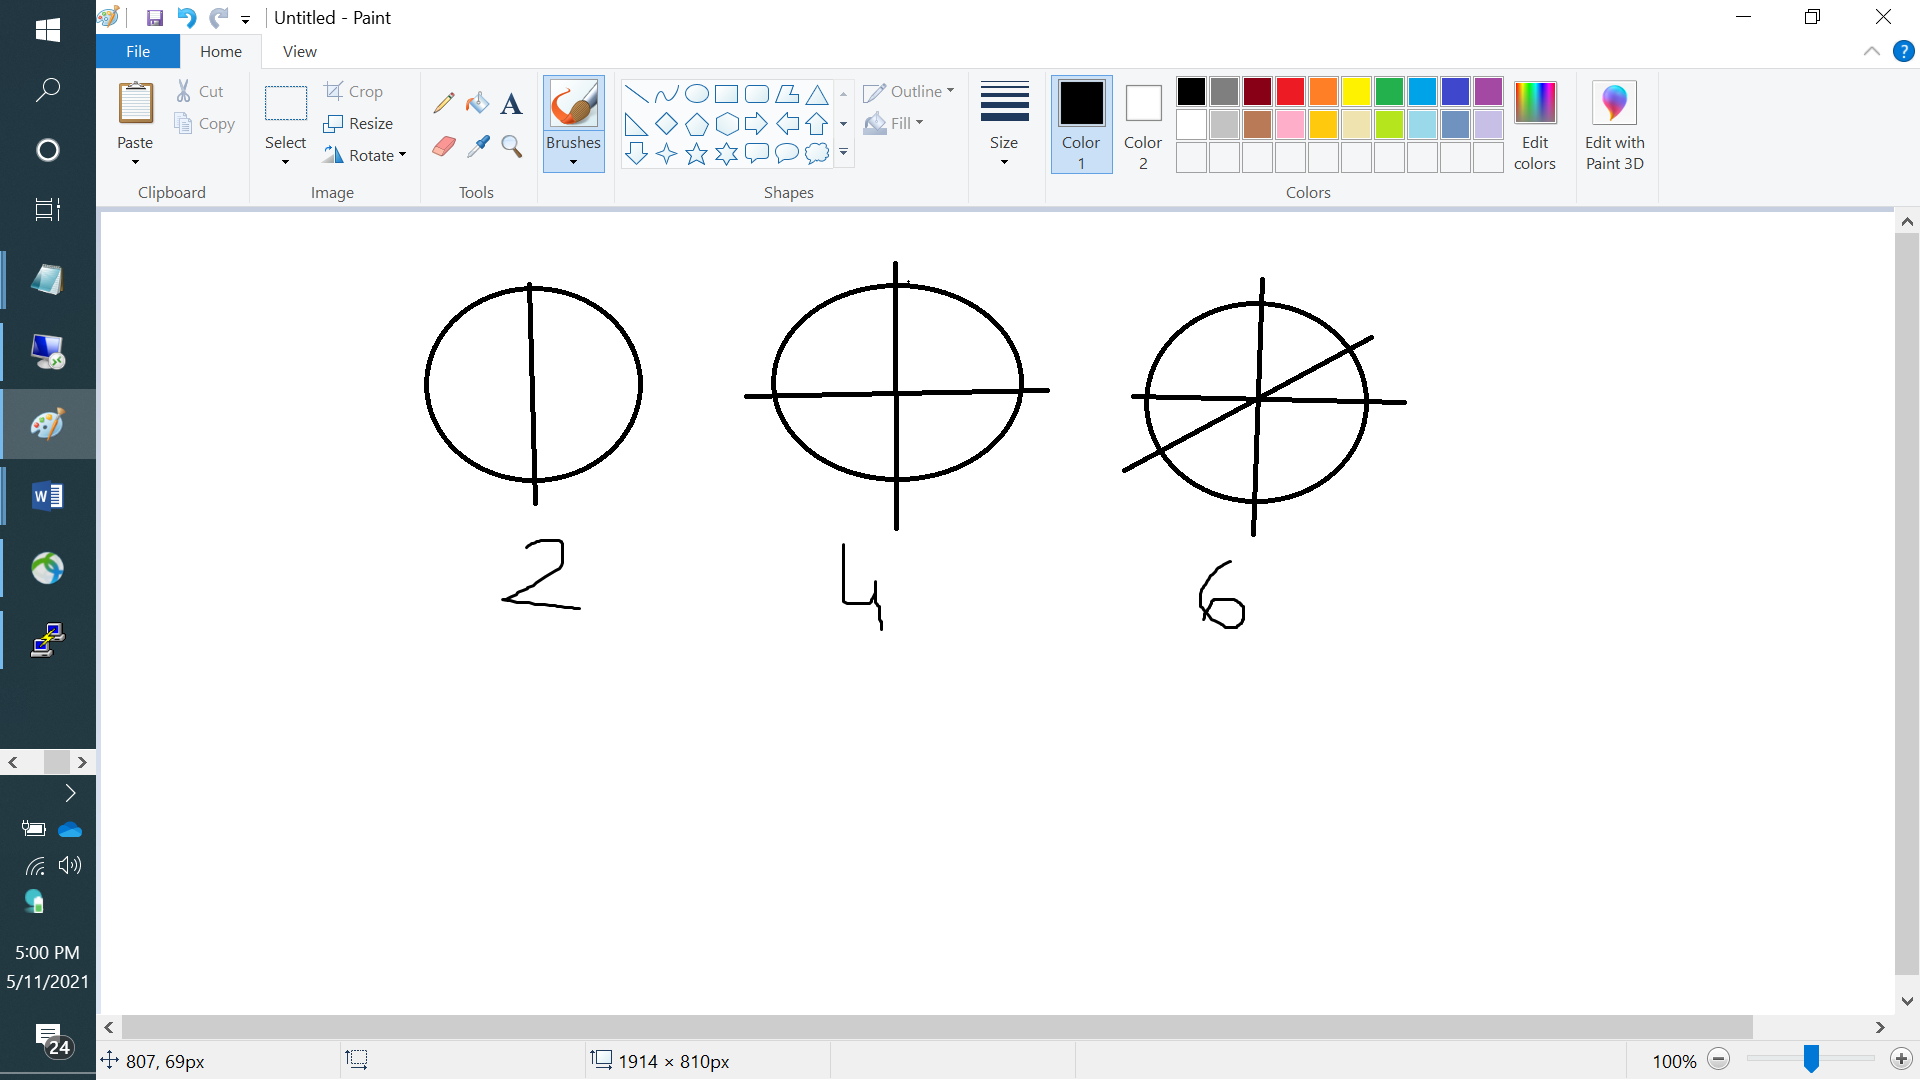 Untitled - Paint
File Home View
Paste
Cut
Copy
Clipboard
Select
Crop
Resize
Rotate
Image
A
Tools
Brushes
Shapes
Outline
Fill
Size
Color 1
Color 2
Colors
Edit colors
Edit with Paint 3D
?
W
2 4 6
5:00 PM
5/11/2021
24
807, 69px
1914 × 810px
100%